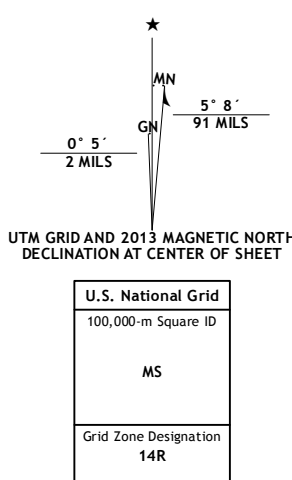 ★
MN
5° 8´
91 MILS
GN
0° 5´
2 MILS
UTM GRID AND 2013 MAGNETIC NORTH
DECLINATION AT CENTER OF SHEET
U.S. National Grid
100,000-m Square ID
MS
Grid Zone Designation
14R